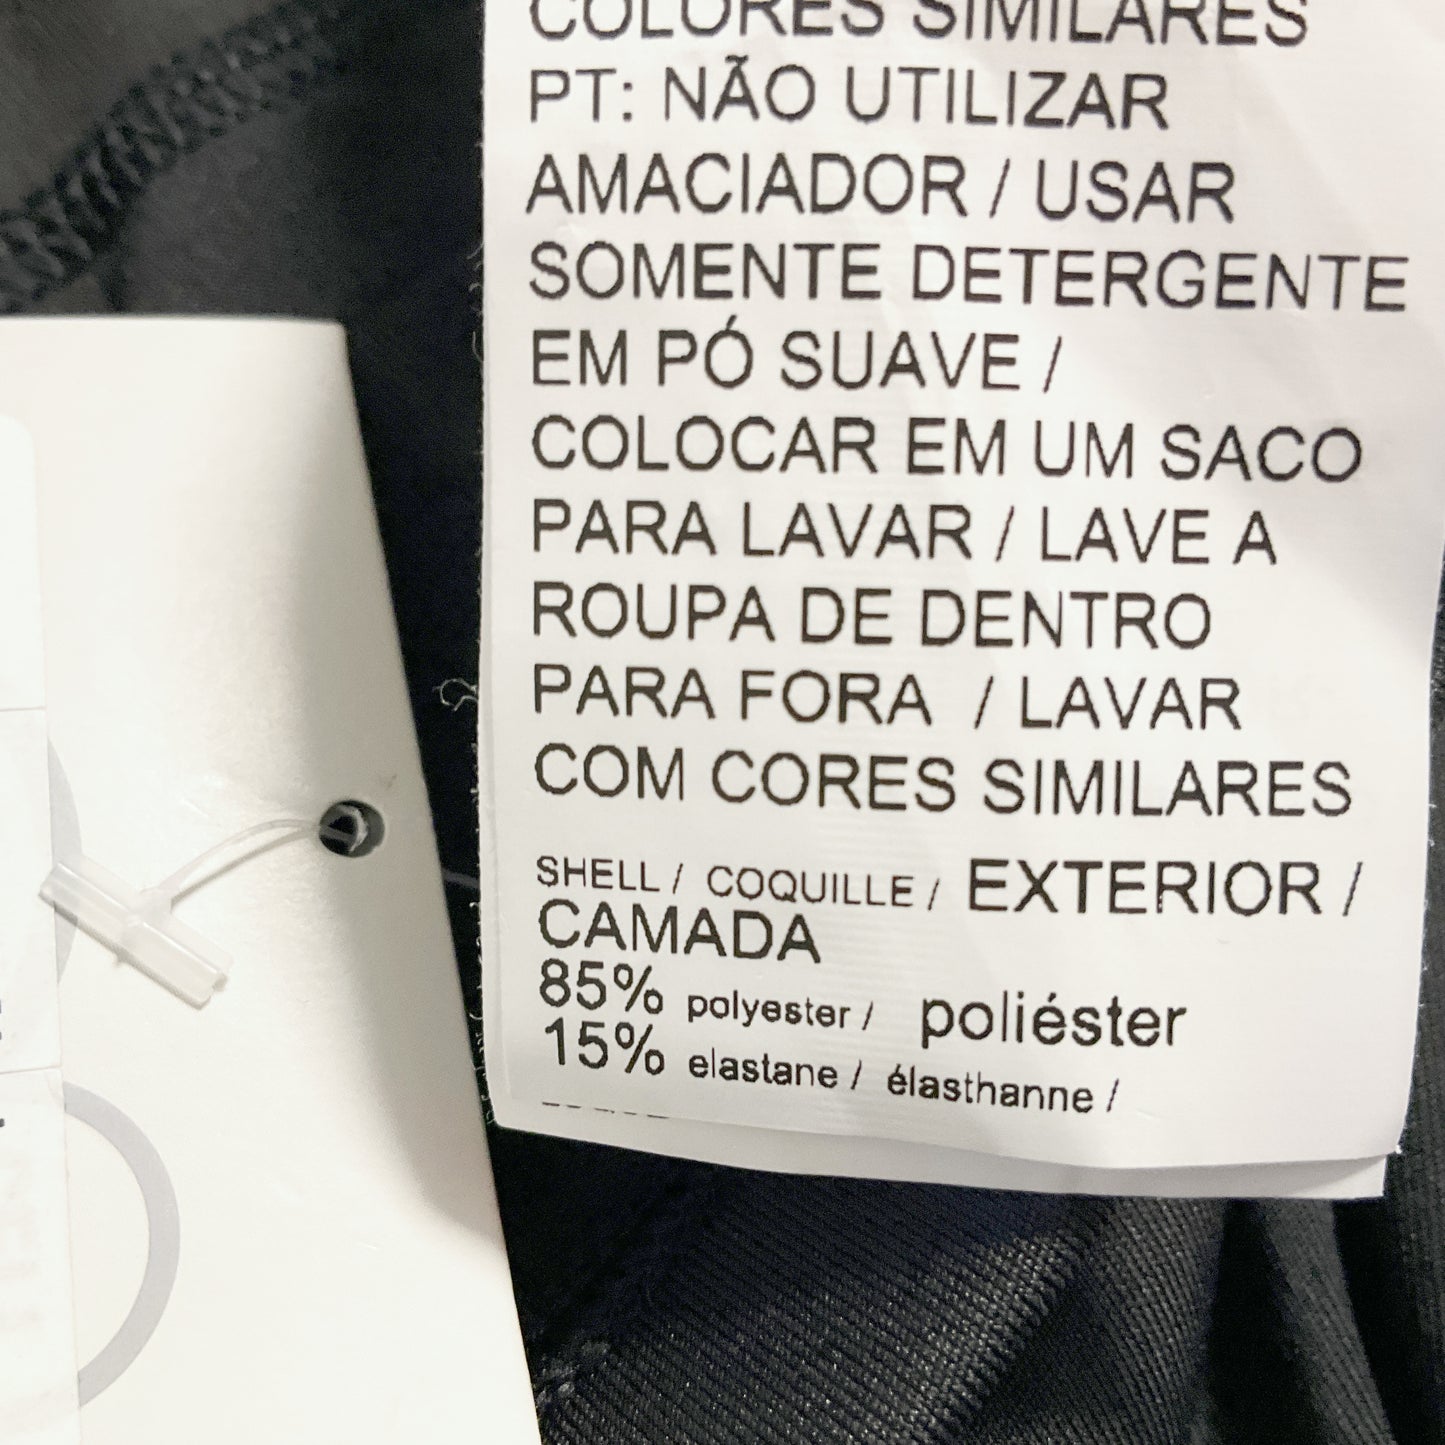 COLORES SIMILARES
PT: NÃO UTILIZAR
AMACIADOR / USAR
SOMENTE DETERGENTE
EM PÓ SUAVE /
COLOCAR EM UM SACO
PARA LAVAR / LAVE A
ROUPA DE DENTRO
PARA FORA / LAVAR
COM CORES SIMILARES
SHELL / COQUILLE / EXTERIOR /
CAMADA
85% polyester / poliéster
15% elastane / élasthanne /